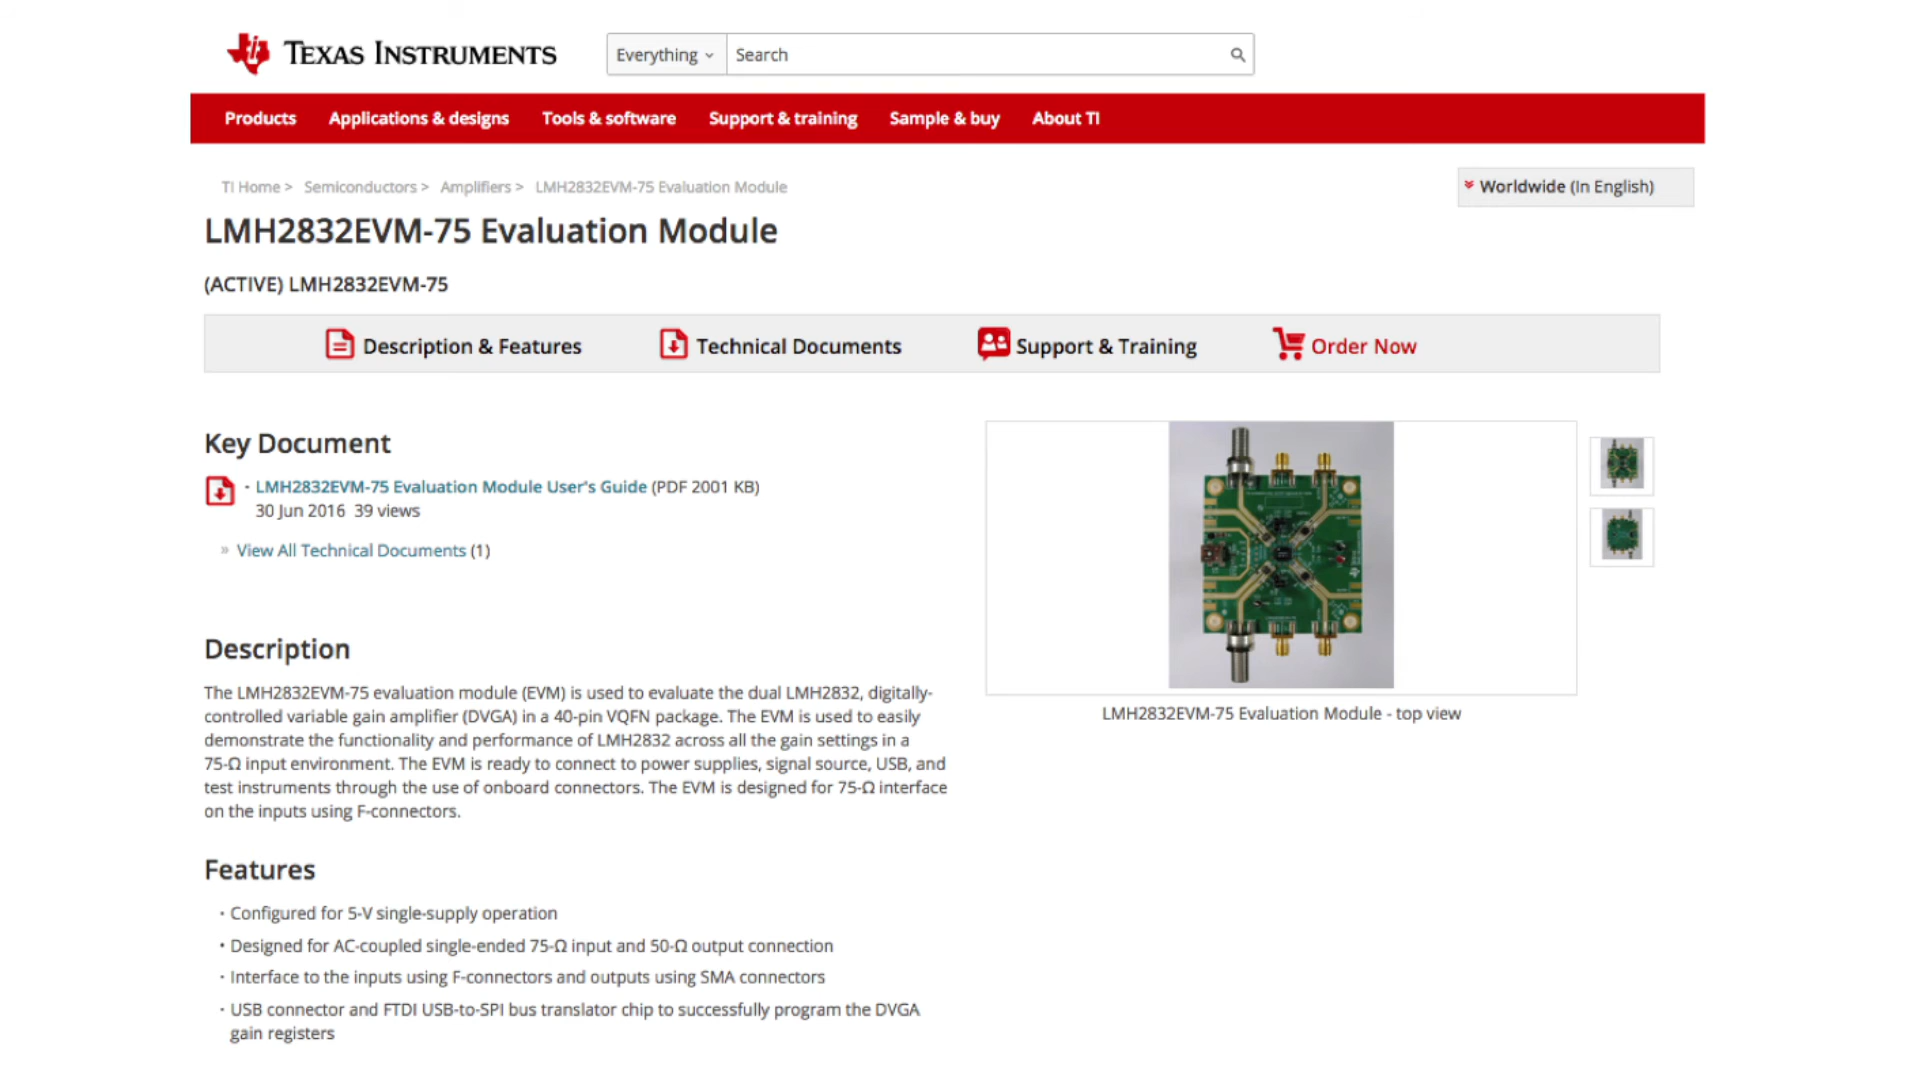 TEXAS INSTRUMENTS
Everything
Search
Products Applications & designs Tools & software Support & training Sample & buy About TI
TI Home > Semiconductors > Amplifiers > LMH2832EVM-75 Evaluation Module
Worldwide (In English)
LMH2832EVM-75 Evaluation Module
(ACTIVE) LMH2832EVM-75
Description & Features Technical Documents Support & Training Order Now
Key Document
· LMH2832EVM-75 Evaluation Module User's Guide (PDF 2001 KB)
30 Jun 2016 39 views
» View All Technical Documents (1)
LMH2832EVM-75 Evaluation Module - top view
Description
The LMH2832EVM-75 evaluation module (EVM) is used to evaluate the dual LMH2832, digitally-
controlled variable gain amplifier (DVGA) in a 40-pin VQFN package. The EVM is used to easily
demonstrate the functionality and performance of LMH2832 across all the gain settings in a
75-Ω input environment. The EVM is ready to connect to power supplies, signal source, USB, and
test instruments through the use of onboard connectors. The EVM is designed for 75-Ω interface
on the inputs using F-connectors.
Features
· Configured for 5-V single-supply operation
· Designed for AC-coupled single-ended 75-Ω input and 50-Ω output connection
· Interface to the inputs using F-connectors and outputs using SMA connectors
· USB connector and FTDI USB-to-SPI bus translator chip to successfully program the DVGA
gain registers